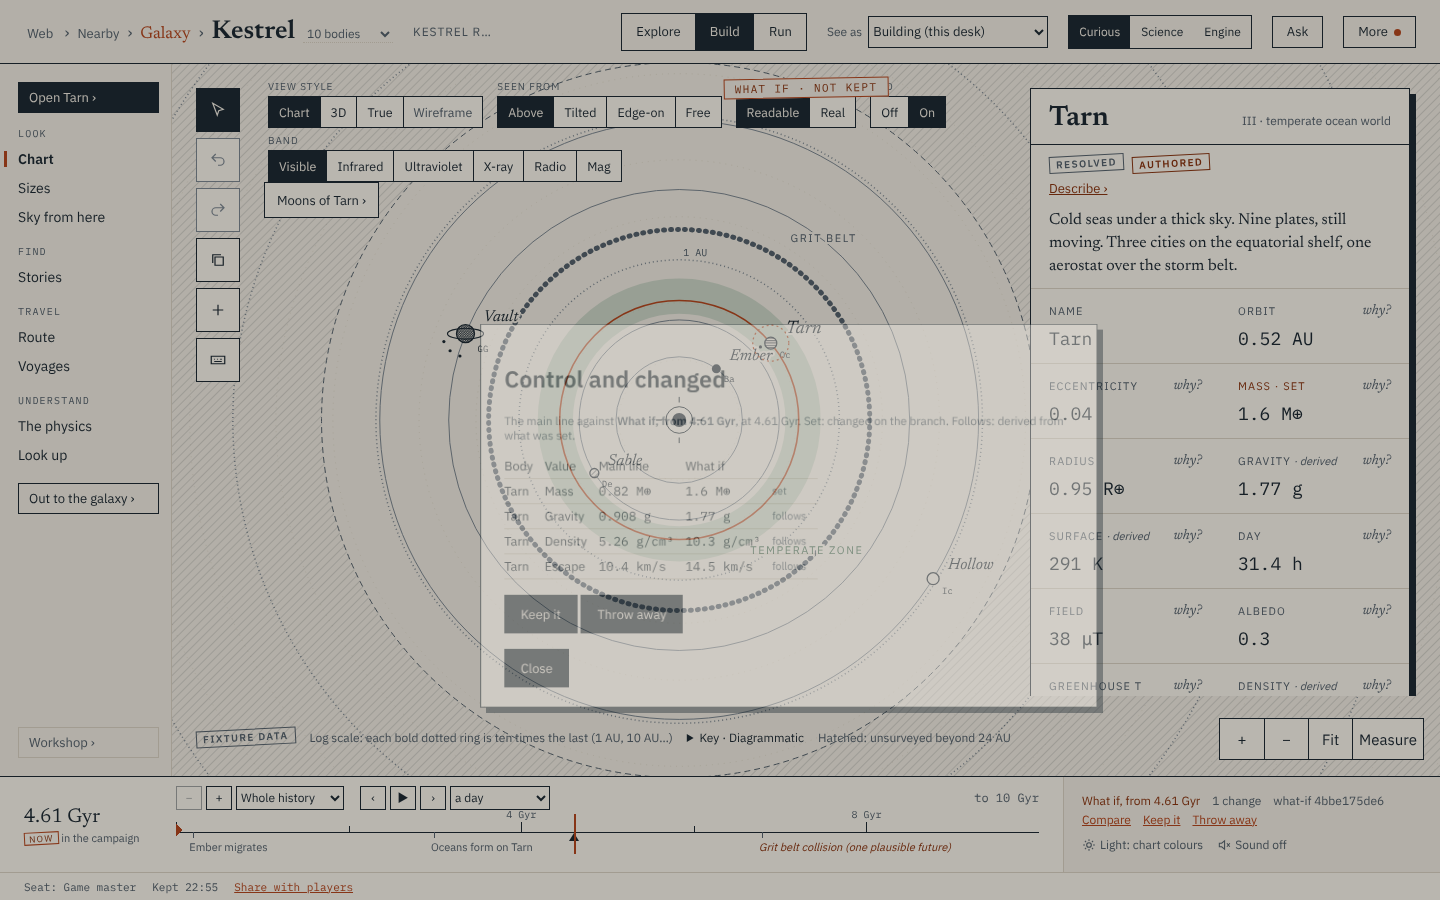 Web › Nearby › Galaxy › Kestrel 10 bodies KESTREL R...
Explore Build Run
See as Building (this desk)
Curious Science Engine
Ask
More
Open Tarn ›
LOOK
Chart
Sizes
Sky from here
FIND
Stories
TRAVEL
Route
Voyages
UNDERSTAND
The physics
Look up
Out to the galaxy ›
Workshop ›
VIEW STYLE
Chart 3D True Wireframe
SEEN FROM
Above Tilted Edge-on Free
WHAT IF · NOT KEPT
Readable Real
Off On
BAND
Visible Infrared Ultraviolet X-ray Radio Mag
Moons of Tarn ›
GRIT BELT
1 AU
Vault
GG
Tarn
Oc
Ember
Ba
Sable
De
TEMPERATE ZONE
Hollow
Ic
Control and changed
The main line against What if, from 4.61 Gyr, at 4.61 Gyr. Set: changed on the branch. Follows: derived from
what was set.
Body Value Main line What if
Tarn Mass 0.82 M⊕ 1.6 M⊕ set
Tarn Gravity 0.908 g 1.77 g follows
Tarn Density 5.26 g/cm³ 10.3 g/cm³ follows
Tarn Escape 10.4 km/s 14.5 km/s follows
Keep it Throw away
Close
Tarn
III · temperate ocean world
RESOLVED AUTHORED
Describe ›
Cold seas under a thick sky. Nine plates, still
moving. Three cities on the equatorial shelf, one
aerostat over the storm belt.
NAME ORBIT why?
Tarn 0.52 AU
ECCENTRICITY why? MASS · SET why?
0.04 1.6 M⊕
RADIUS why? GRAVITY · derived why?
0.95 R⊕ 1.77 g
SURFACE · derived why? DAY why?
291 K 31.4 h
FIELD why? ALBEDO why?
38 µT 0.3
GREENHOUSE T why? DENSITY · derived why?
FIXTURE DATA
Log scale: each bold dotted ring is ten times the last (1 AU, 10 AU...)
Key · Diagrammatic
Hatched: unsurveyed beyond 24 AU
+ − Fit Measure
4.61 Gyr
NOW in the campaign
− + Whole history ‹ ▶ › a day
to 10 Gyr
4 Gyr 8 Gyr
Ember migrates
Oceans form on Tarn
Grit belt collision (one plausible future)
What if, from 4.61 Gyr 1 change what-if 4bbe175de6
Compare Keep it Throw away
Light: chart colours Sound off
Seat: Game master Kept 22:55 Share with players